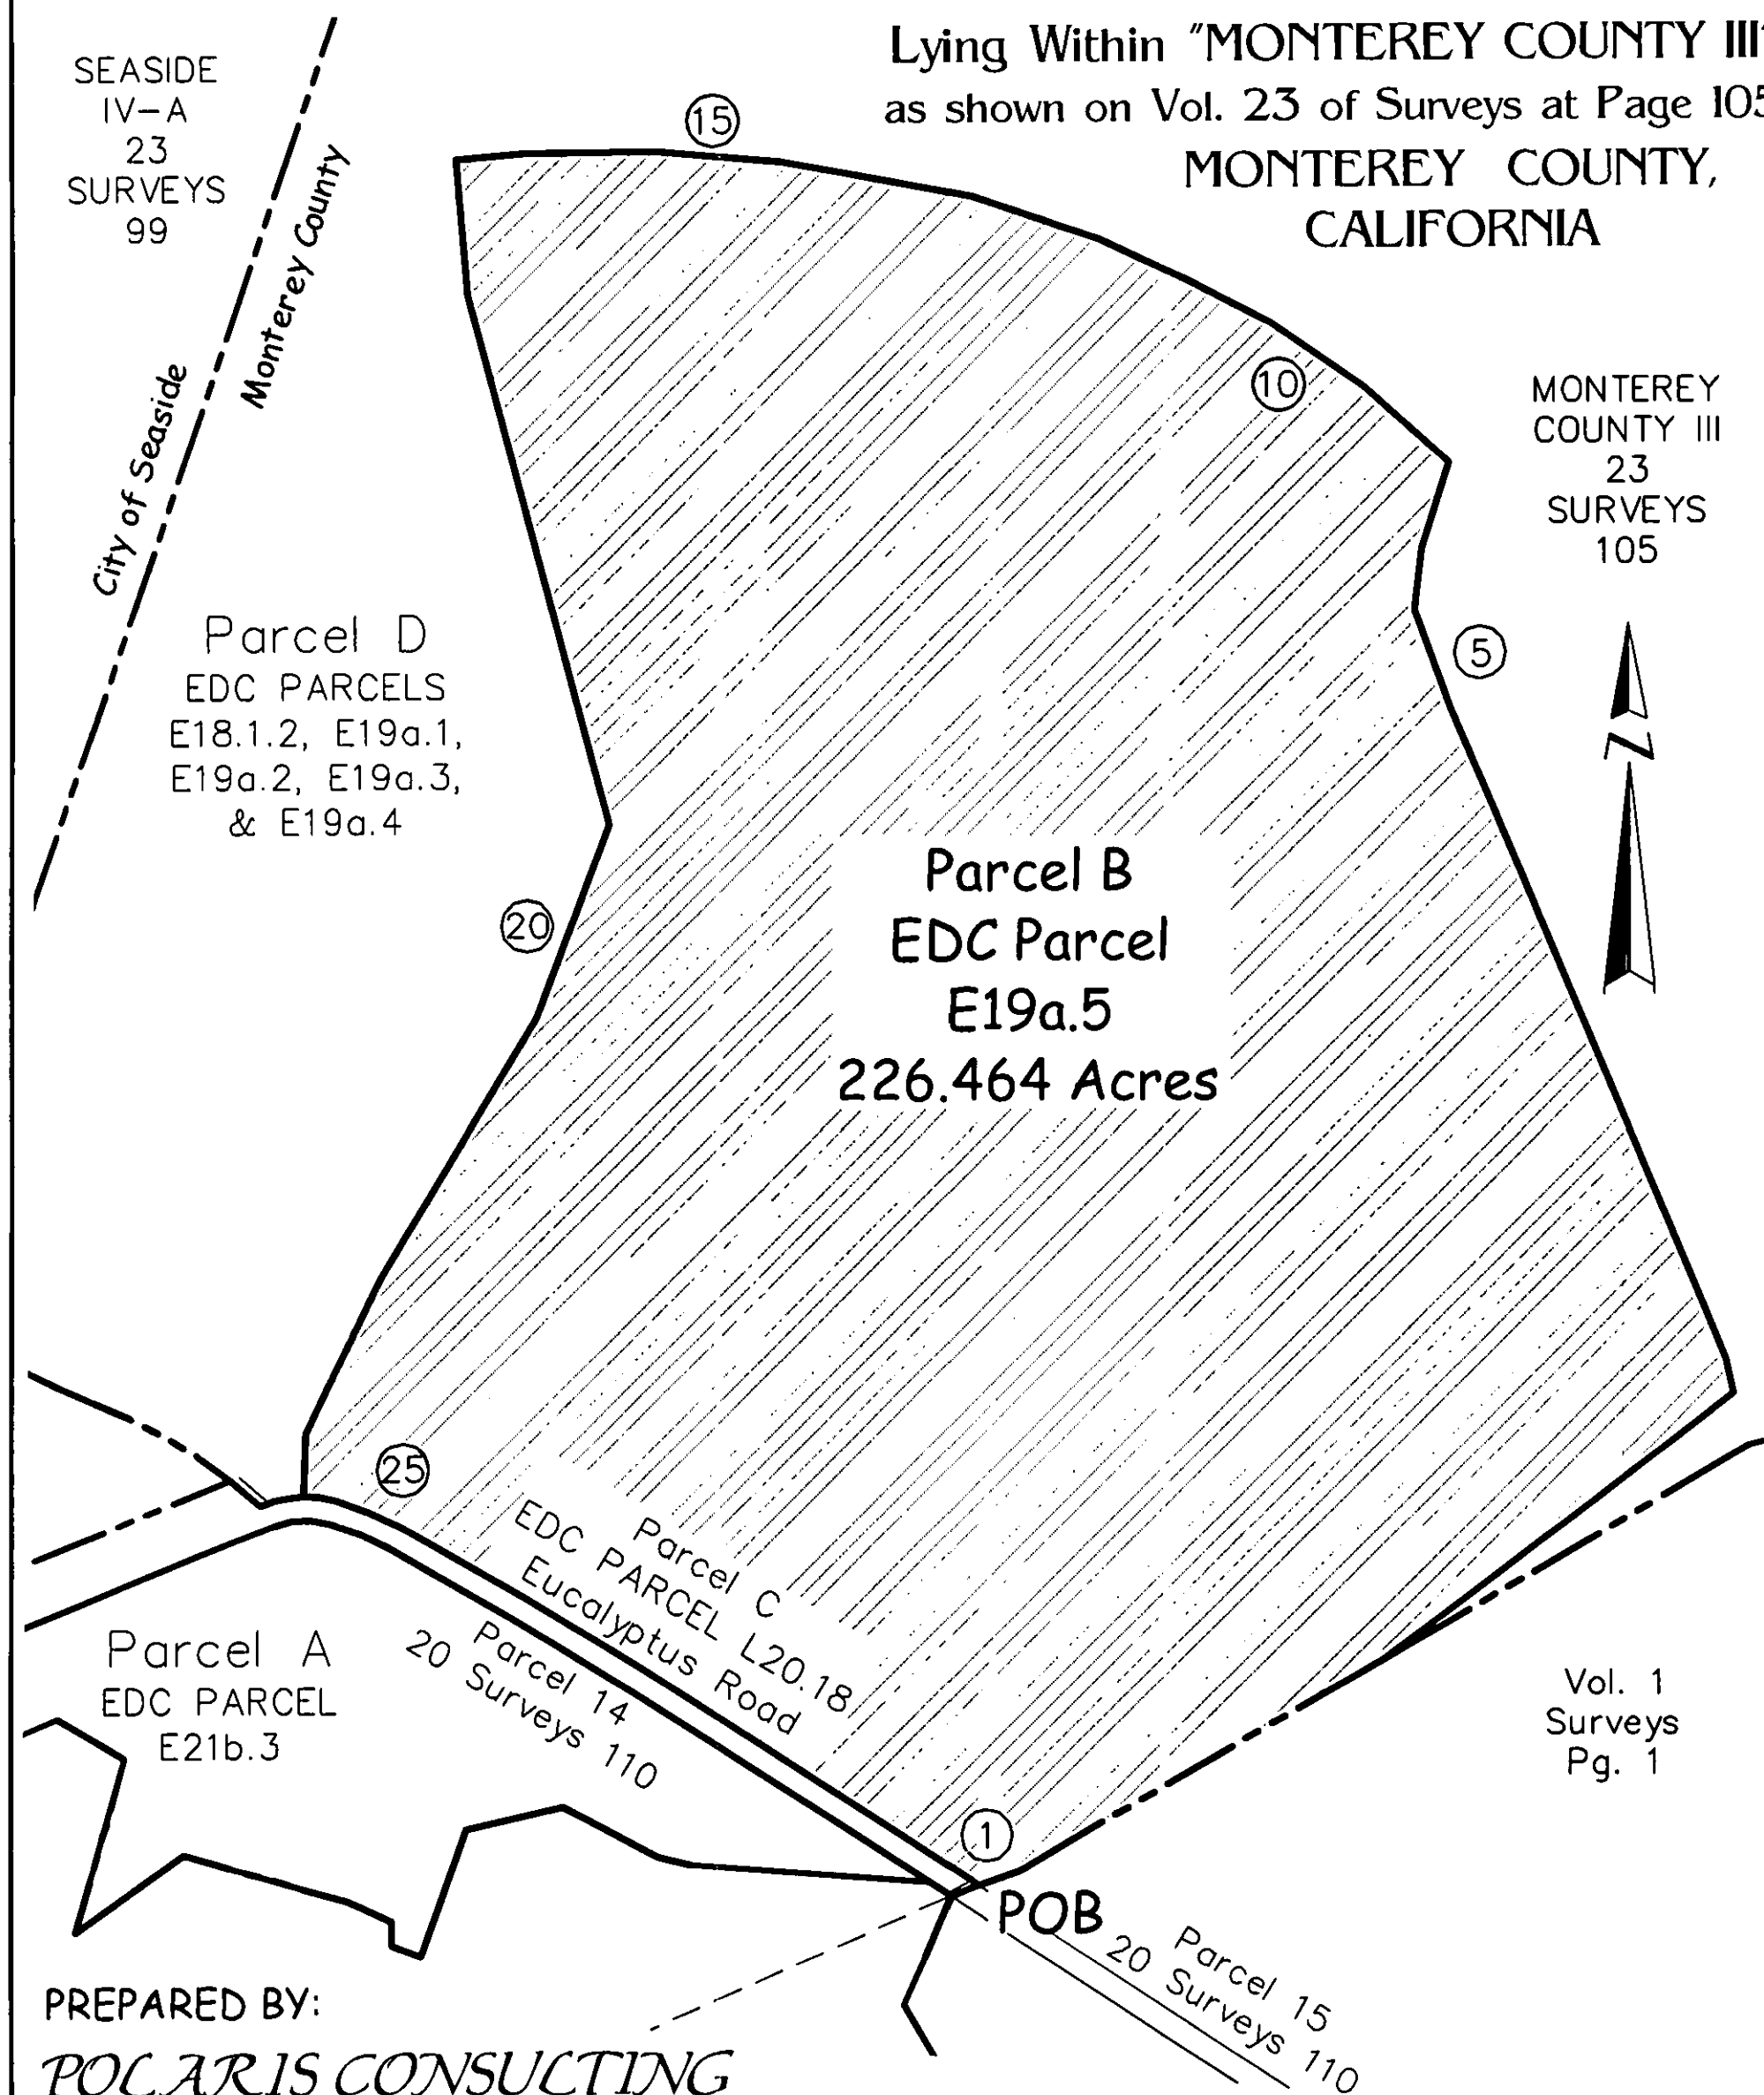 Lying Within "MONTEREY COUNTY III"
as shown on Vol. 23 of Surveys at Page 105
MONTEREY COUNTY,
CALIFORNIA
SEASIDE
IV-A
23
SURVEYS
99
City of Seaside
Monterey County
15
10
MONTEREY
COUNTY III
23
SURVEYS
105
5
N
Parcel D
EDC PARCELS
E18.1.2, E19a.1,
E19a.2, E19a.3,
& E19a.4
20
Parcel B
EDC Parcel
E19a.5
226.464 Acres
25
Parcel C
EDC PARCEL L20.18
Eucalyptus Road
Parcel 14
20 Surveys 110
Parcel A
EDC PARCEL
E21b.3
Vol. 1
Surveys
Pg. 1
1
POB
Parcel 15
20 Surveys 110
PREPARED BY:
POLARIS CONSULTING